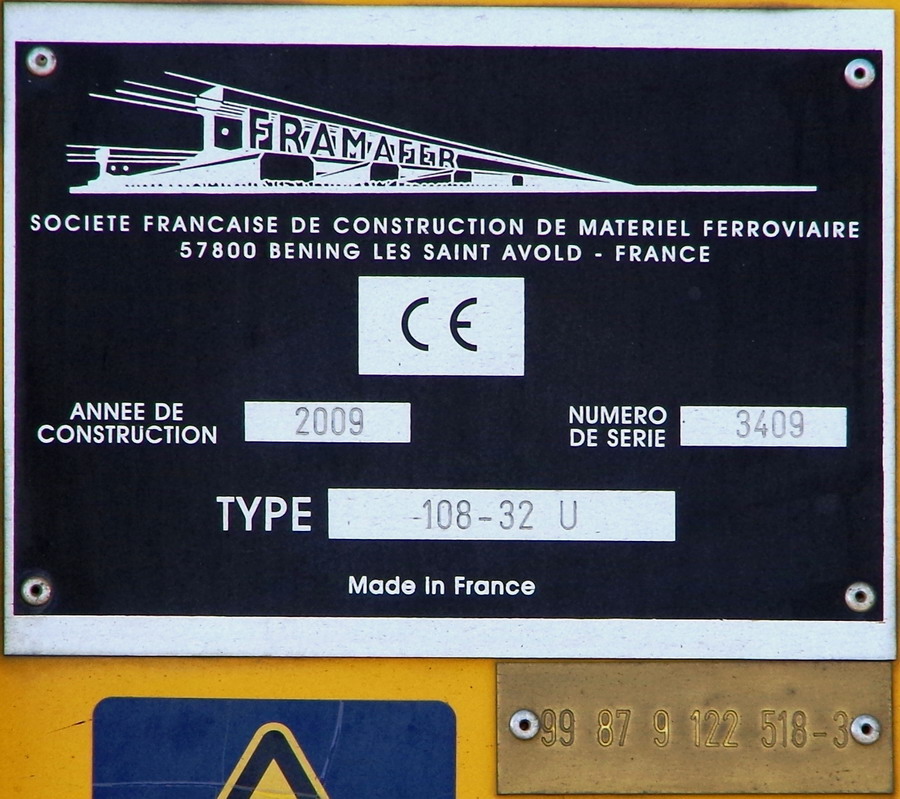 FRAMAFER
SOCIETE FRANCAISE DE CONSTRUCTION DE MATERIEL FERROVIAIRE
57800 BENING LES SAINT AVOLD - FRANCE
CE
ANNEE DE
CONSTRUCTION
2009
NUMERO
DE SERIE
3409
TYPE 108-32 U
Made in France
99 87 9 122 518-3